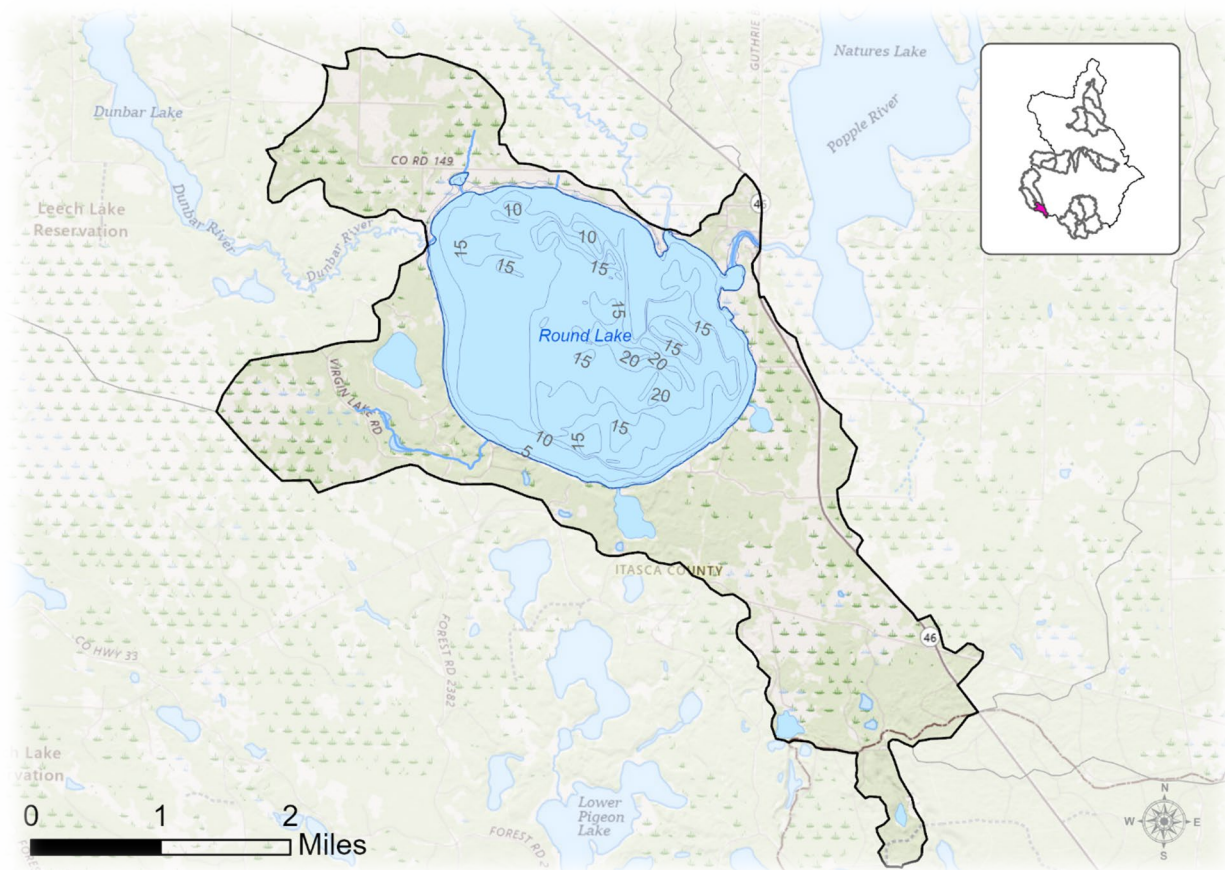 Natures Lake
GUTHRIE
Dunbar Lake
Popple River
CO RD 149
46
Leech Lake
Reservation
Dunbar River
Dunbar River
10
10
15
15
15
15
15
Round Lake
15
15
20
20
20
15
10
15
5
VIRGIN LAKE RD
ITASCA COUNTY
46
CO HWY 33
FOREST RD 2382
h Lake
vation
Lower
Pigeon
Lake
FOREST RD 2
FORE
0 1 2
Miles
N
W E
S